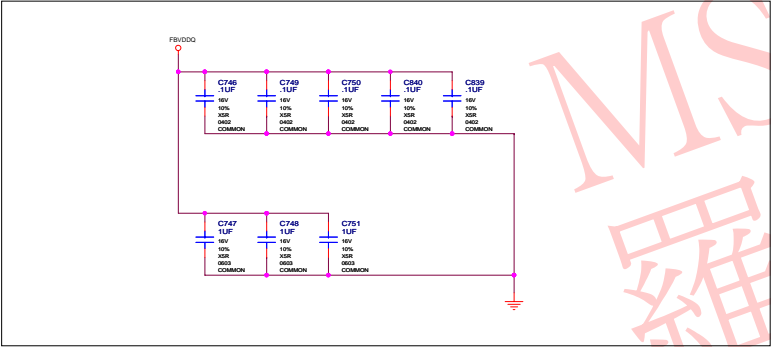 FBVDDQ
C746 C749 C750 C840 C839
.1UF .1UF .1UF .1UF .1UF
16V 16V 16V 16V 16V
10% 10% 10% 10% 10%
X5R X5R X5R X5R X5R
0402 0402 0402 0402 0402
COMMON COMMON COMMON COMMON COMMON
C747 C748 C751
1UF 1UF 1UF
16V 16V 16V
10% 10% 10%
X5R X5R X5R
0603 0603 0603
COMMON COMMON COMMON
MS
羅